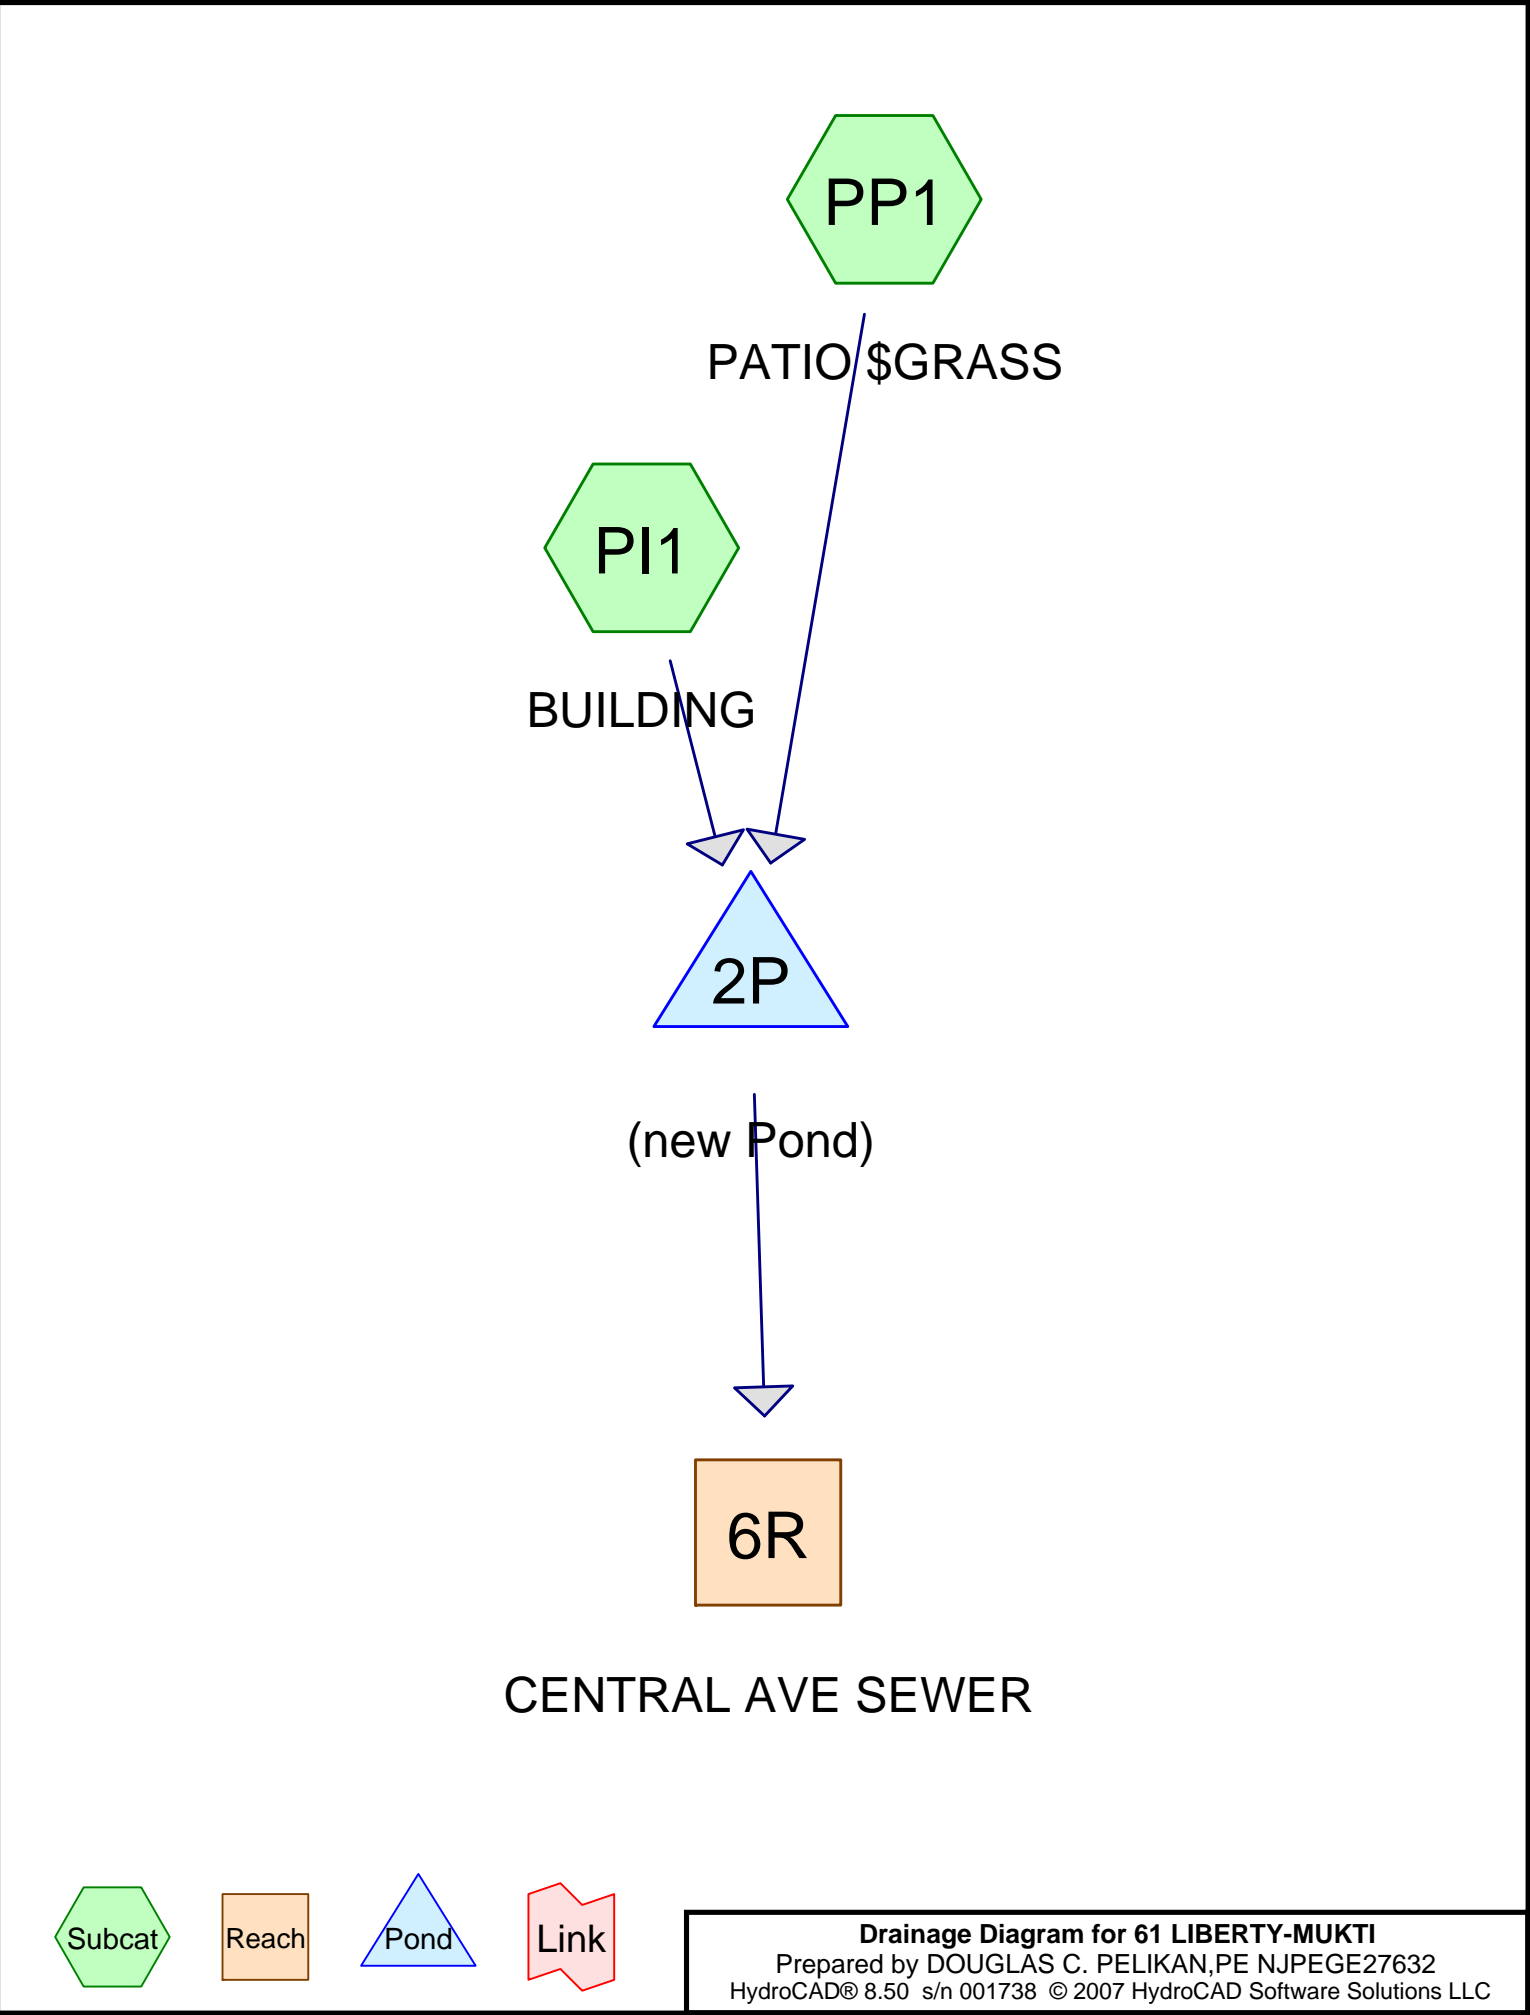 PP1
PATIO $GRASS
PI1
BUILDING
2P
(new Pond)
6R
CENTRAL AVE SEWER
Subcat
Reach
Pond
Link
Drainage Diagram for 61 LIBERTY-MUKTI
Prepared by DOUGLAS C. PELIKAN,PE NJPEGE27632
HydroCAD® 8.50 s/n 001738 © 2007 HydroCAD Software Solutions LLC